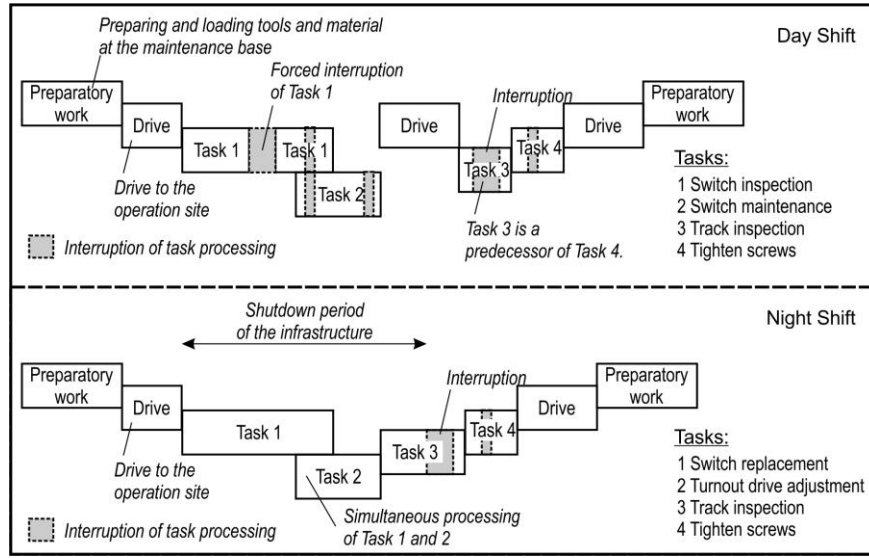 Preparing and loading tools and material
at the maintenance base
Day Shift
Forced interruption
of Task 1
Interruption
Preparatory
work
Drive
Task 1
Task 1
Task 2
Drive
Task 3
Task 4
Drive
Preparatory
work
Drive to the
operation site
Task 3 is a
predecessor of Task 4.
Interruption of task processing
Tasks:
1 Switch inspection
2 Switch maintenance
3 Track inspection
4 Tighten screws
Night Shift
Shutdown period
of the infrastructure
Interruption
Preparatory
work
Drive
Task 1
Task 2
Task 3
Task 4
Drive
Preparatory
work
Drive to the
operation site
Simultaneous processing
of Task 1 and 2
Interruption of task processing
Tasks:
1 Switch replacement
2 Turnout drive adjustment
3 Track inspection
4 Tighten screws